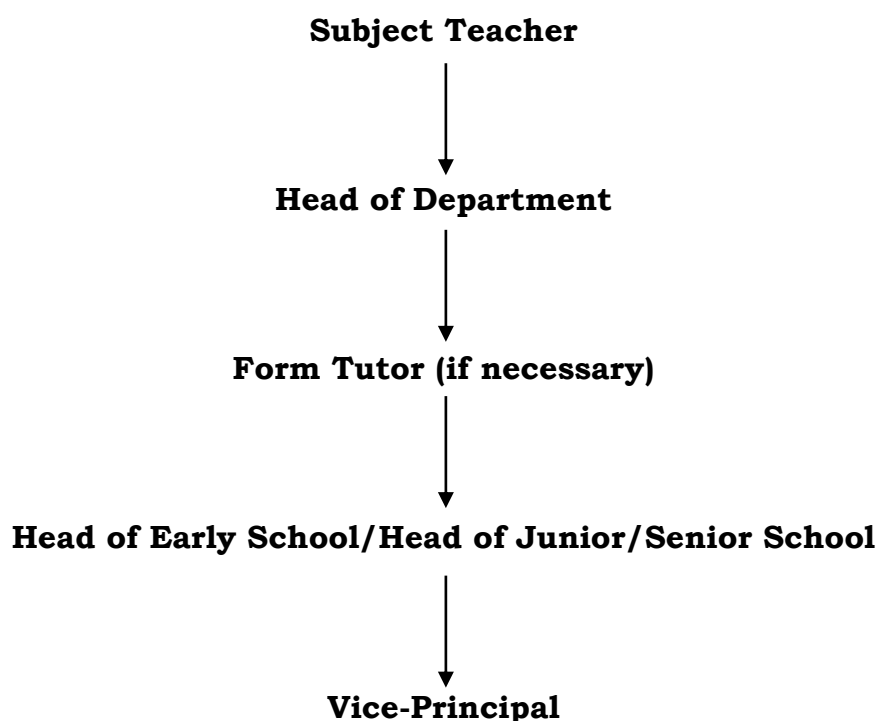 Subject Teacher
Head of Department
Form Tutor (if necessary)
Head of Early School/Head of Junior/Senior School
Vice-Principal